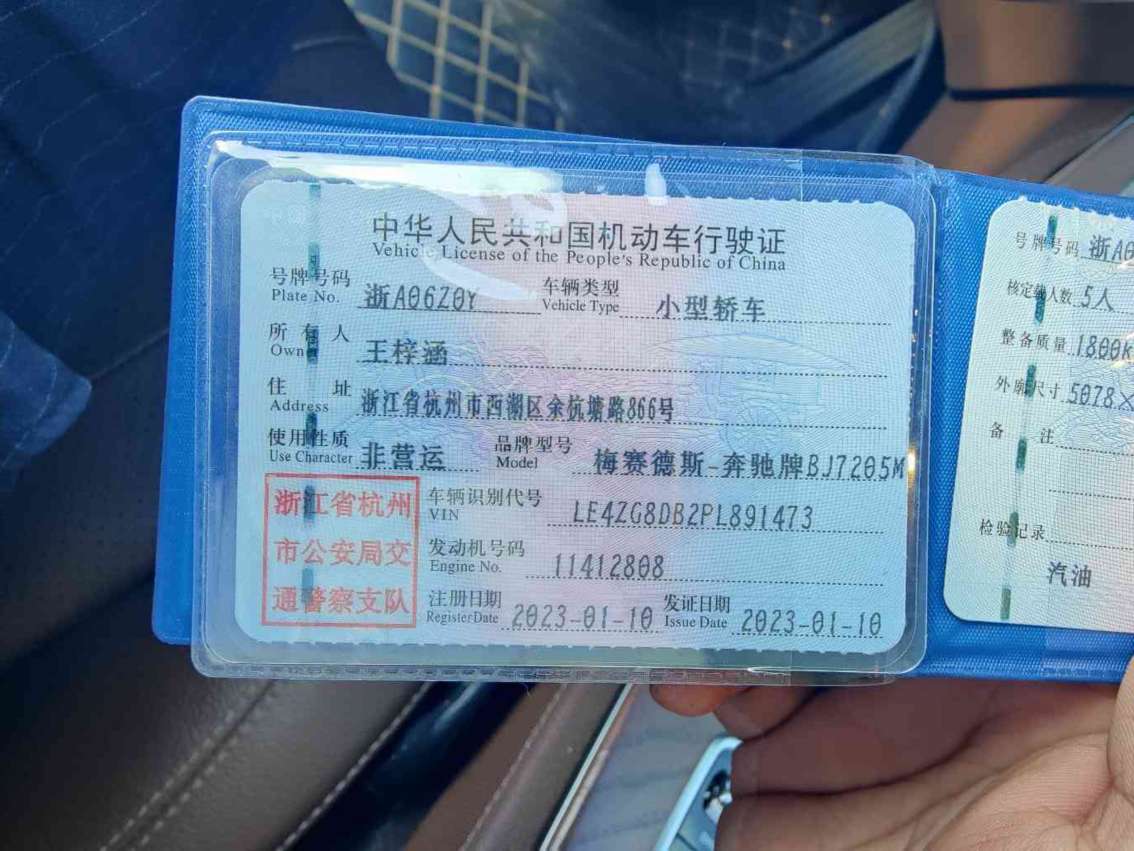 中华人民共和国机动车行驶证
Vehicle License of the People's Republic of China
号牌号码 浙A06Z0Y 车辆类型 小型轿车
Plate No. Vehicle Type
所有人 王梓涵
Owner
住址 浙江省杭州市西湖区余杭塘路866号
Address
使用性质 非营运 品牌型号 梅赛德斯-奔驰牌BJ7205M
Use Character Model
浙江省杭州
市公安局交
通警察支队
车辆识别代号 LE4ZG8DB2PL891473
VIN
发动机号码 11412808
Engine No.
注册日期 2023-01-10 发证日期 2023-01-10
Register Date Issue Date
号牌号码 浙A0
核定载人数 5人
整备质量 1800K
外廓尺寸 5078×
备注
检验记录
汽油